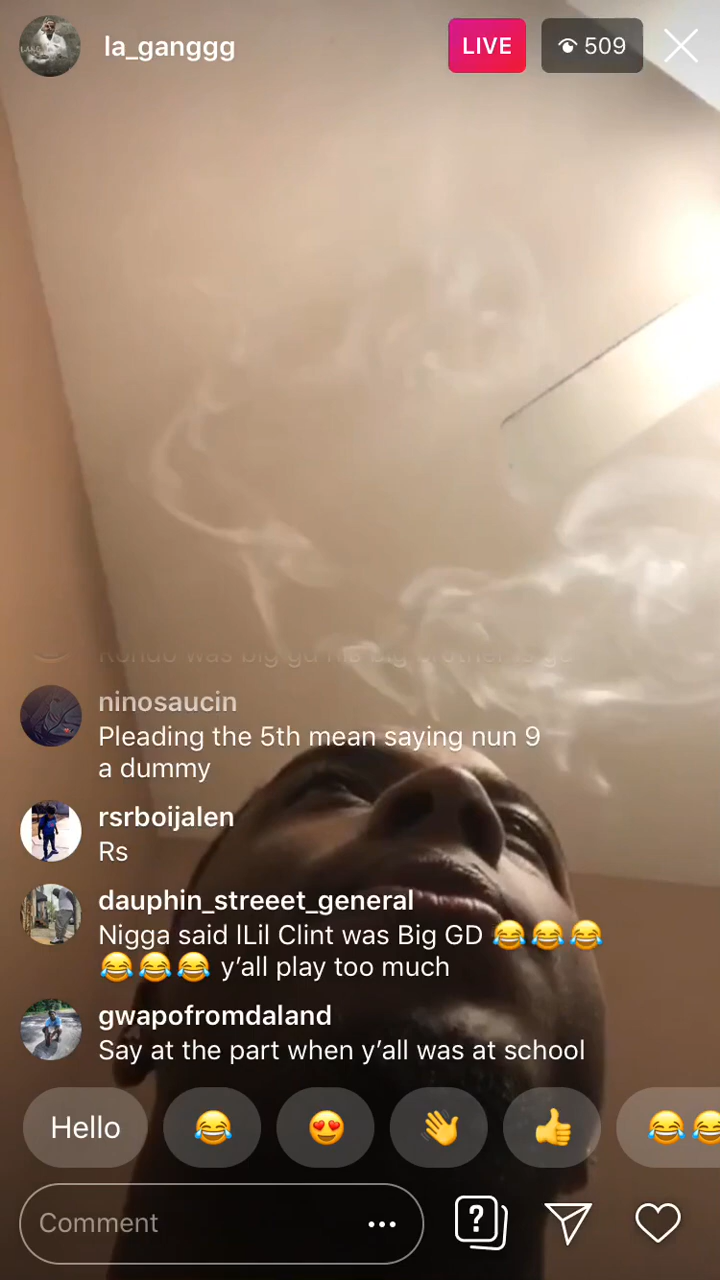 la_ganggg
LIVE
509
ninosaucin
Pleading the 5th mean saying nun 9
a dummy
rsrboijalen
Rs
dauphin_streeet_general
Nigga said lLil Clint was Big GD 😂😂😂
😂😂😂 y’all play too much
gwapofromdaland
Say at the part when y’all was at school
Hello
Comment